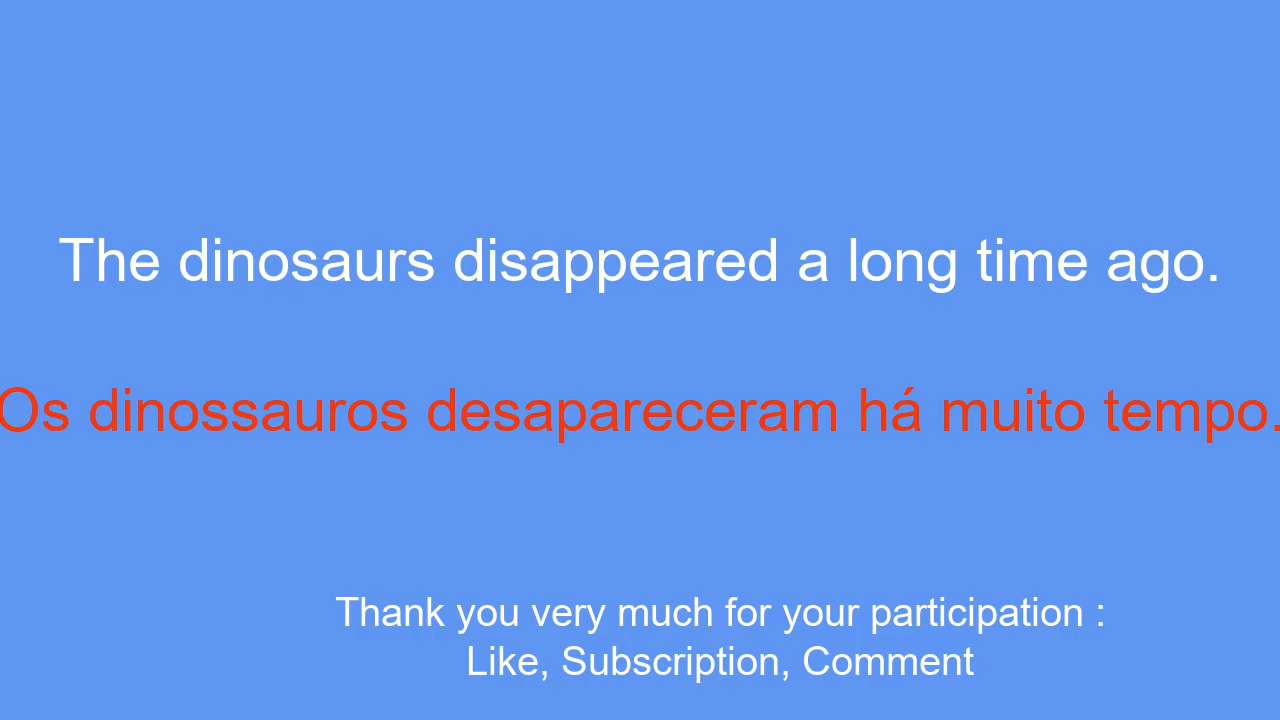 The dinosaurs disappeared a long time ago.
Os dinossauros desapareceram há muito tempo.
Thank you very much for your participation :
Like, Subscription, Comment